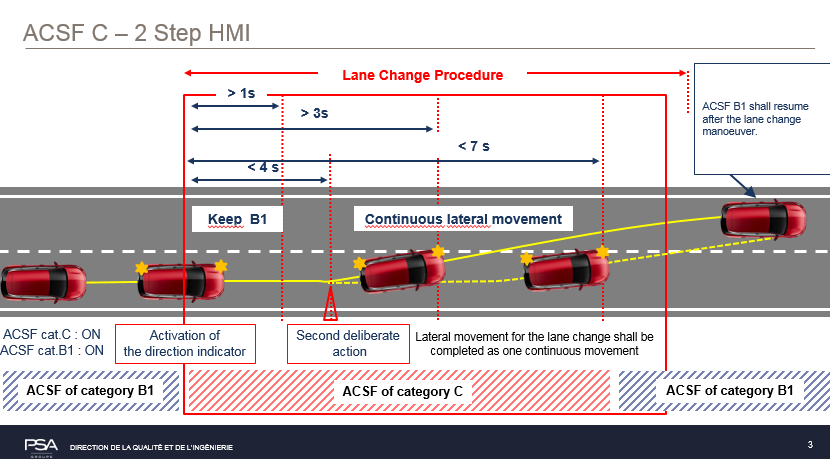 ACSF C – 2 Step HMI
Lane Change Procedure
> 1s
> 3s
< 7 s
< 4 s
ACSF B1 shall resume
after the lane change
manoeuver.
Keep B1
Continuous lateral movement
ACSF cat.C : ON
ACSF cat.B1 : ON
Activation of
the direction indicator
Second deliberate
action
Lateral movement for the lane change shall be
completed as one continuous movement
ACSF of category B1
ACSF of category C
ACSF of category B1
PSA
GROUPE
DIRECTION DE LA QUALITÉ ET DE L'INGÉNIERIE
3